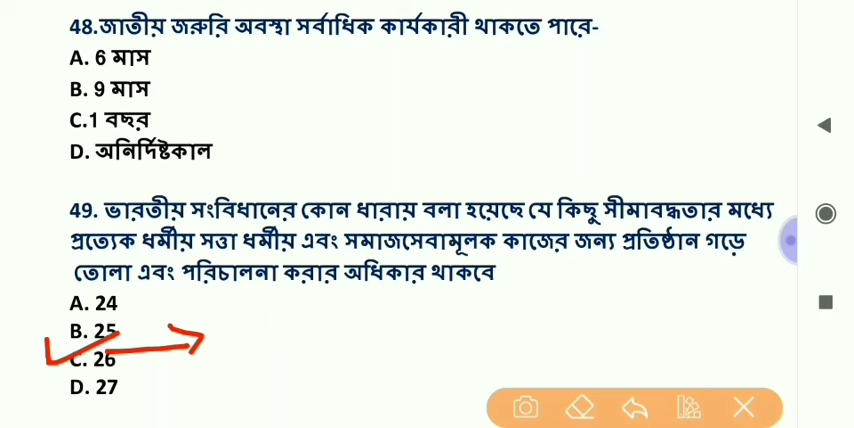 48.জাতীয় জরুরি অবস্থা সর্বাধিক কার্যকারী থাকতে পারে-
A. 6 মাস
B. 9 মাস
C.1 বছর
D. অনির্দিষ্টকাল
49. ভারতীয় সংবিধানের কোন ধারায় বলা হয়েছে যে কিছু সীমাবদ্ধতার মধ্যে
প্রত্যেক ধর্মীয় সত্তা ধর্মীয় এবং সমাজসেবামূলক কাজের জন্য প্রতিষ্ঠান গড়ে
তোলা এবং পরিচালনা করার অধিকার থাকবে
A. 24
B. 25
C. 26
D. 27